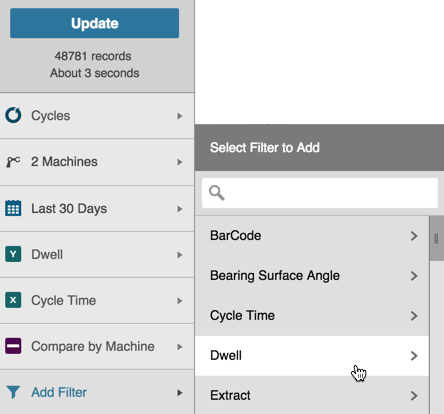 Update
48781 records
About 3 seconds
Cycles
2 Machines
Last 30 Days
Y Dwell
X Cycle Time
Compare by Machine
Add Filter
Select Filter to Add
BarCode
Bearing Surface Angle
Cycle Time
Dwell
Extract